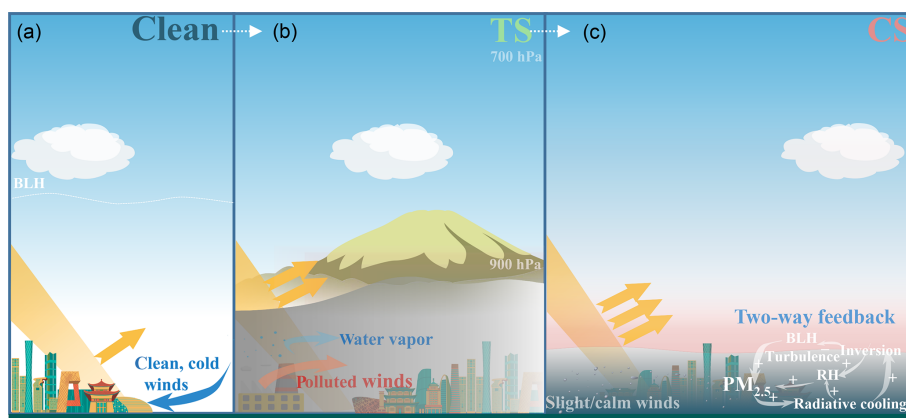 (a)
Clean
(b)
TS
(c)
CS
700 hPa
BLH
900 hPa
Water vapor
Polluted winds
Clean, cold
winds
Two-way feedback
BLH
Turbulence
Inversion
+
RH
PM2.5
+
+
+
+
Slight/calm winds
Radiative cooling